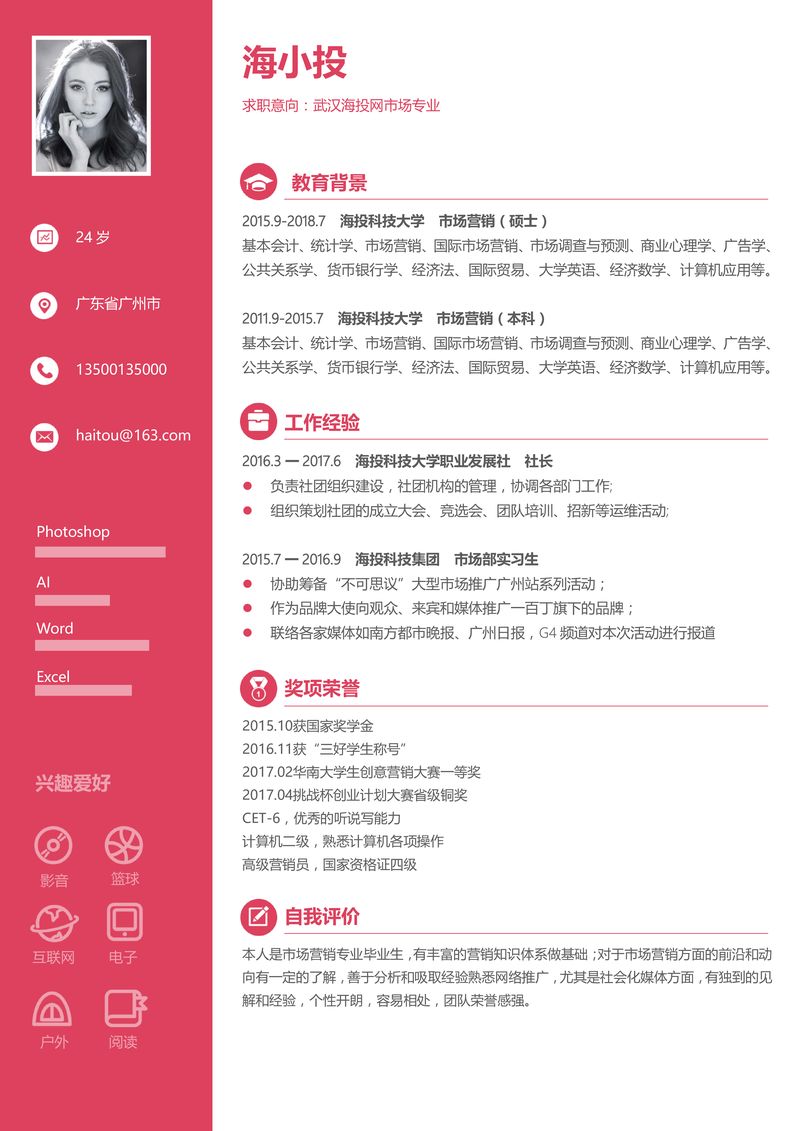 海小投
求职意向：武汉海投网市场专业
24 岁
广东省广州市
13500135000
haitou@163.com
Photoshop
AI
Word
Excel
兴趣爱好
影音 篮球
互联网 电子
户外 阅读
教育背景
2015.9-2018.7 海投科技大学 市场营销（硕士）
基本会计、统计学、市场营销、国际市场营销、市场调查与预测、商业心理学、广告学、
公共关系学、货币银行学、经济法、国际贸易、大学英语、经济数学、计算机应用等。
2011.9-2015.7 海投科技大学 市场营销（本科）
基本会计、统计学、市场营销、国际市场营销、市场调查与预测、商业心理学、广告学、
公共关系学、货币银行学、经济法、国际贸易、大学英语、经济数学、计算机应用等。
工作经验
2016.3 — 2017.6 海投科技大学职业发展社 社长
● 负责社团组织建设，社团机构的管理，协调各部门工作;
● 组织策划社团的成立大会、竞选会、团队培训、招新等运维活动;
2015.7 — 2016.9 海投科技集团 市场部实习生
● 协助筹备“不可思议”大型市场推广广州站系列活动；
● 作为品牌大使向观众、来宾和媒体推广一百丁旗下的品牌；
● 联络各家媒体如南方都市晚报、广州日报，G4 频道对本次活动进行报道
1
奖项荣誉
2015.10获国家奖学金
2016.11获“三好学生称号”
2017.02华南大学生创意营销大赛一等奖
2017.04挑战杯创业计划大赛省级铜奖
CET-6，优秀的听说写能力
计算机二级，熟悉计算机各项操作
高级营销员，国家资格证四级
自我评价
本人是市场营销专业毕业生，有丰富的营销知识体系做基础；对于市场营销方面的前沿和动
向有一定的了解，善于分析和吸取经验熟悉网络推广，尤其是社会化媒体方面，有独到的见
解和经验，个性开朗，容易相处，团队荣誉感强。